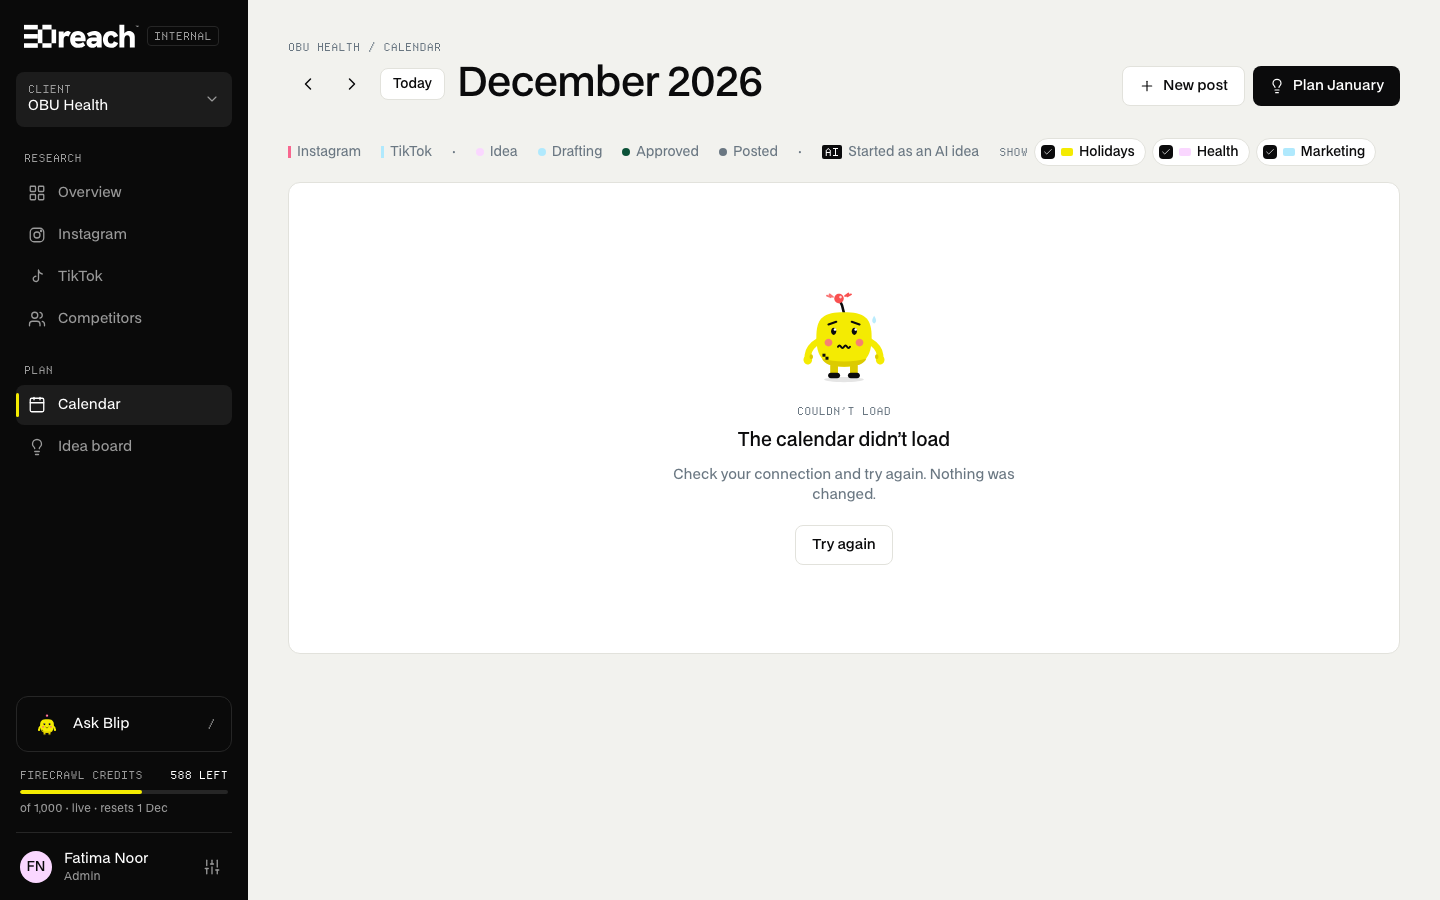 reach INTERNAL
CLIENT
OBU Health
RESEARCH
Overview
Instagram
TikTok
Competitors
PLAN
Calendar
Idea board
Ask Blip /
FIRECRAWL CREDITS 588 LEFT
of 1,000 · live · resets 1 Dec
FN
Fatima Noor
Admin
OBU HEALTH / CALENDAR
Today December 2026
New post
Plan January
Instagram TikTok · Idea Drafting Approved Posted · AI Started as an AI idea SHOW Holidays Health Marketing
COULDN'T LOAD
The calendar didn't load
Check your connection and try again. Nothing was
changed.
Try again